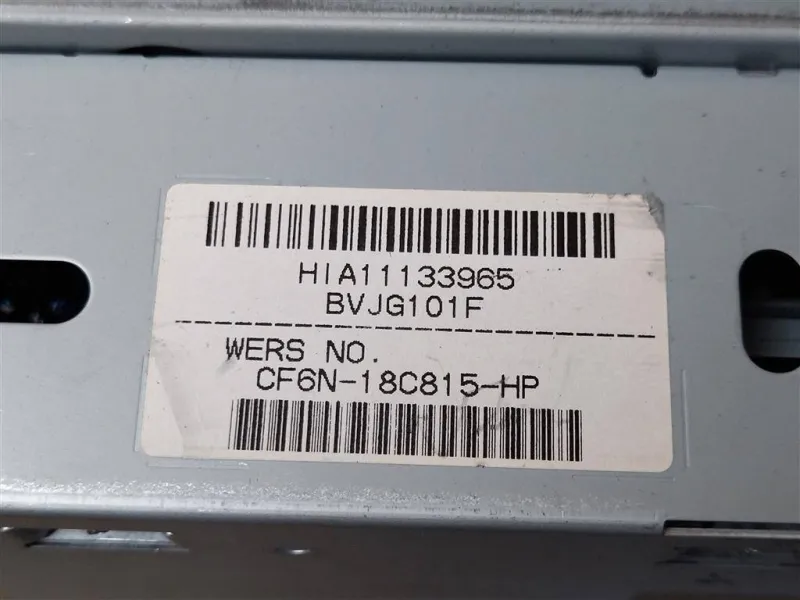 HIA11133965
BVJG101F
WERS NO.
CF6N-18C815-HP